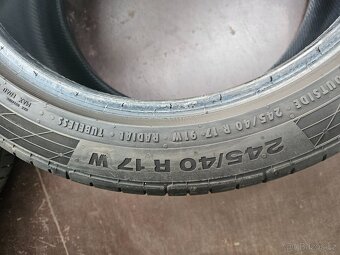 OUTSIDE - 245/40 R 17 91W RADIAL TUBELESS
245/40 R 17 W